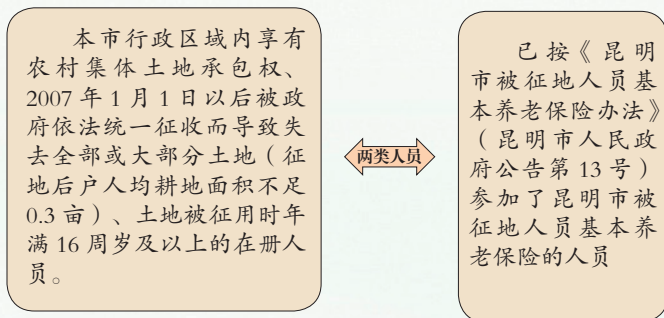 本市行政区域内享有
农村集体土地承包权、
2007 年 1 月 1 日以后被政
府依法统一征收而导致失
去全部或大部分土地（征
地后户人均耕地面积不足
0.3 亩）、土地被征用时年
满 16 周岁及以上的在册人
员。
两类人员
已按《昆明
市被征地人员基
本养老保险办法》
（昆明市人民政
府公告第 13 号）
参加了昆明市被
征地人员基本养
老保险的人员